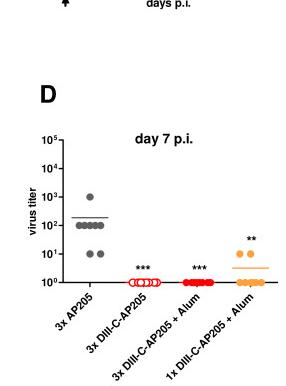 days p.i.
D
day 7 p.i.
virus titer
10⁵
10⁴
10³
10²
10¹
10⁰
***
***
**
3x AP205
3x DIII-C-AP205
3x DIII-C-AP205 + Alum
1x DIII-C-AP205 + Alum